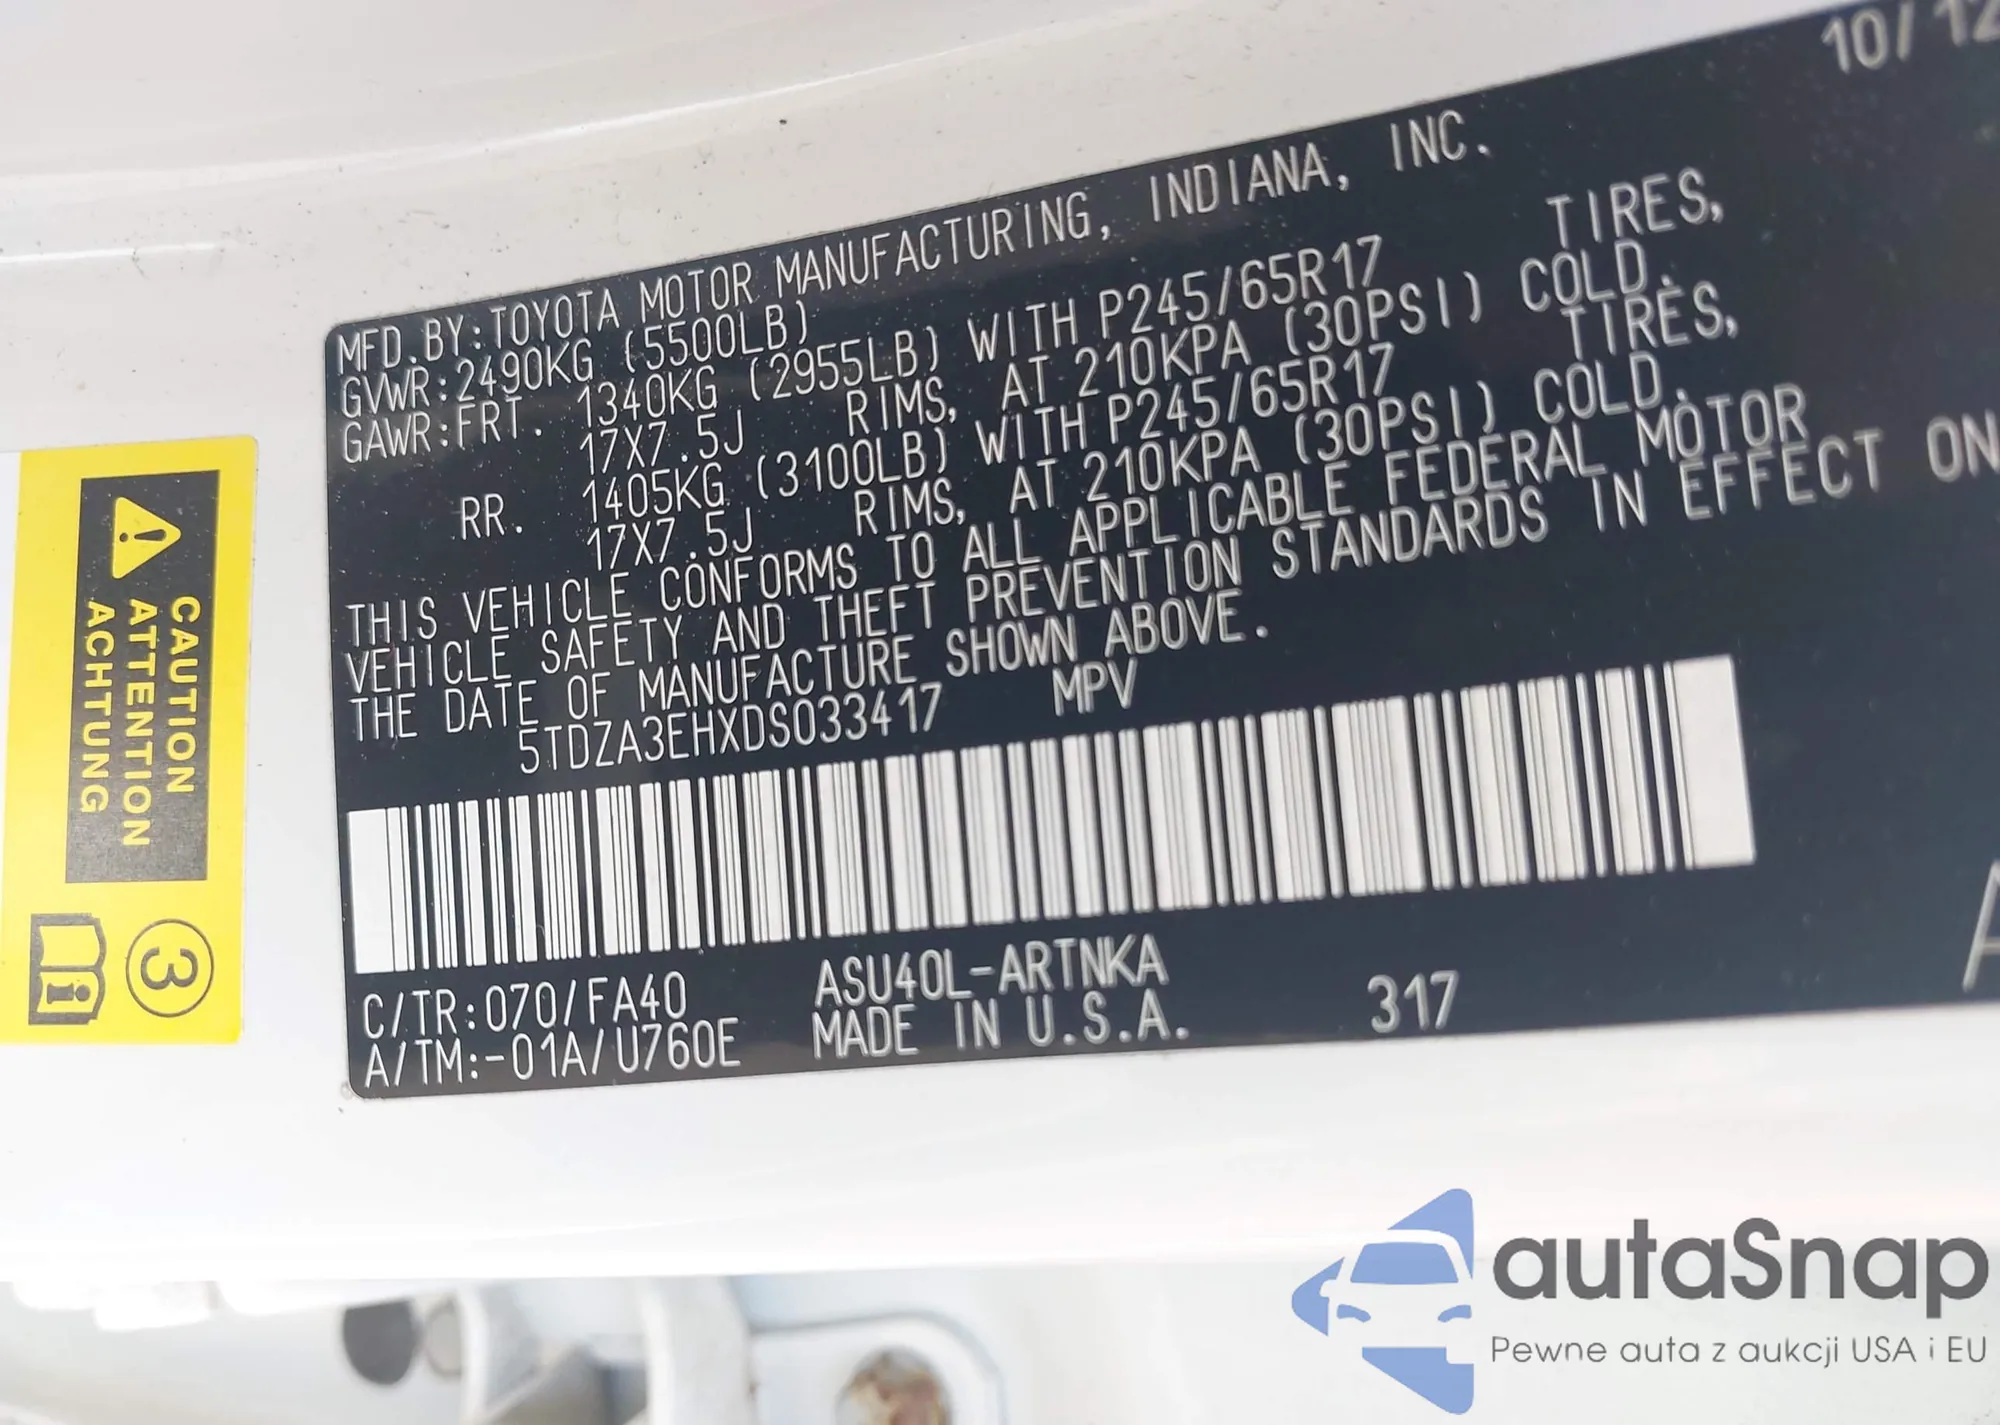 10/12
MFD.BY:TOYOTA MOTOR MANUFACTURING, INDIANA, INC.
GVWR:2490KG (5500LB)
GAWR:FRT. 1340KG (2955LB) WITH P245/65R17 TIRES,
17X7.5J RIMS, AT 210KPA (30PSI) COLD.
RR. 1405KG (3100LB) WITH P245/65R17 TIRES,
17X7.5J RIMS, AT 210KPA (30PSI) COLD.
THIS VEHICLE CONFORMS TO ALL APPLICABLE FEDERAL MOTOR
VEHICLE SAFETY AND THEFT PREVENTION STANDARDS IN EFFECT ON
THE DATE OF MANUFACTURE SHOWN ABOVE.
5TDZA3EHXDS033417 MPV
C/TR:070/FA40 ASU40L-ARTNKA
A/TM:-01A/U760E MADE IN U.S.A. 317
CAUTION
ATTENTION
ACHTUNG
3
autoSnap
Pewne auta z aukcji USA i EU